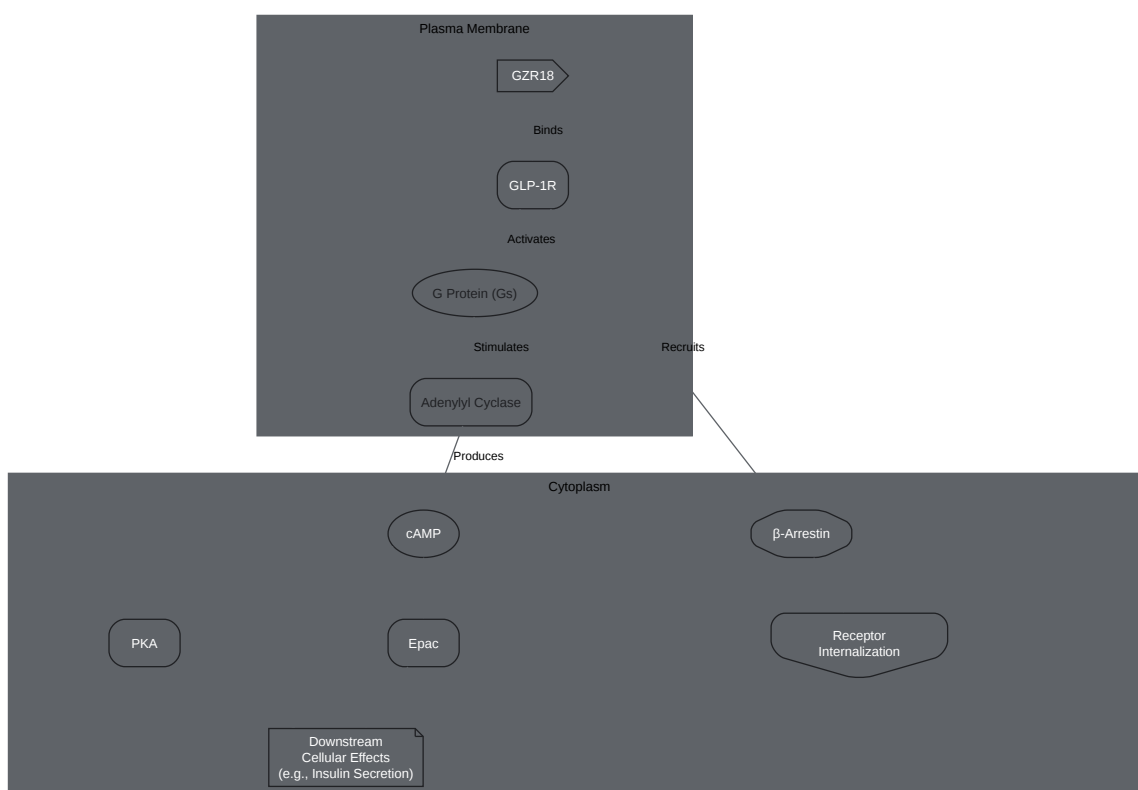 Plasma Membrane
GZR18
Binds
GLP-1R
Activates
G Protein (Gs)
Stimulates
Recruits
Adenylyl Cyclase
Produces
Cytoplasm
cAMP
β-Arrestin
PKA
Epac
Receptor
Internalization
Downstream
Cellular Effects
(e.g., Insulin Secretion)